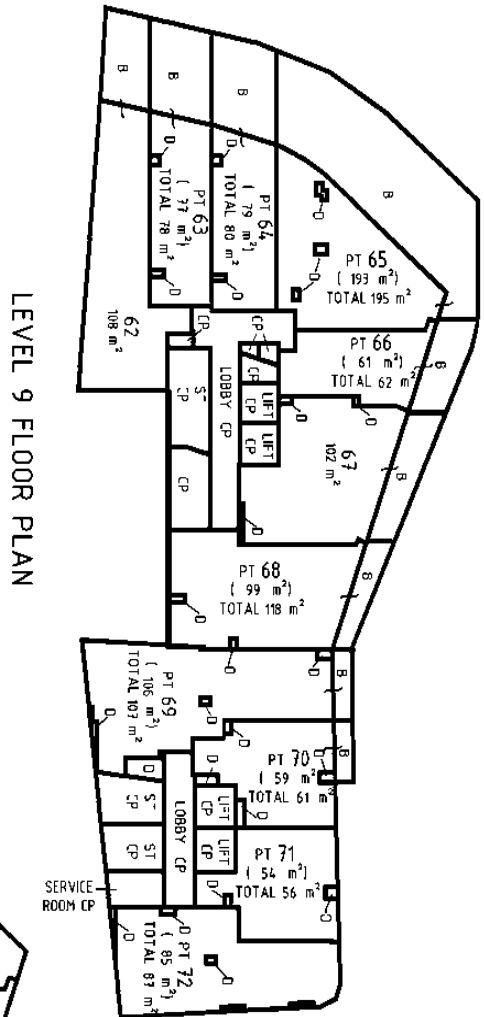 LEVEL 9 FLOOR PLAN
B
B
B
B
D
D
D
D
PT 63
( 77 m²)
TOTAL 78 m²
PT 64
( 79 m²)
TOTAL 80 m²
PT 65
( 193 m²)
TOTAL 195 m²
62
108 m²
CP
CP
CP
ST
CP
CP
LOBBY CP
LIFT
CP
LIFT
CP
PT 66
( 61 m²)
TOTAL 62 m²
B
67
102 m²
B
D
D
D
PT 68
( 99 m²)
TOTAL 118 m²
B
D
D
D
PT 69
( 106 m²)
TOTAL 107 m²
B
D
D
D
B
D
D
D
D
PT 70
( 59 m²)
TOTAL 61 m²
ST
CP
ST
CP
LOBBY CP
LIFT
CP
LIFT
CP
PT 71
( 54 m²)
TOTAL 56 m²
D
D
SERVICE
ROOM CP
PT 72
( 85 m²)
TOTAL 87 m²
D
D
D